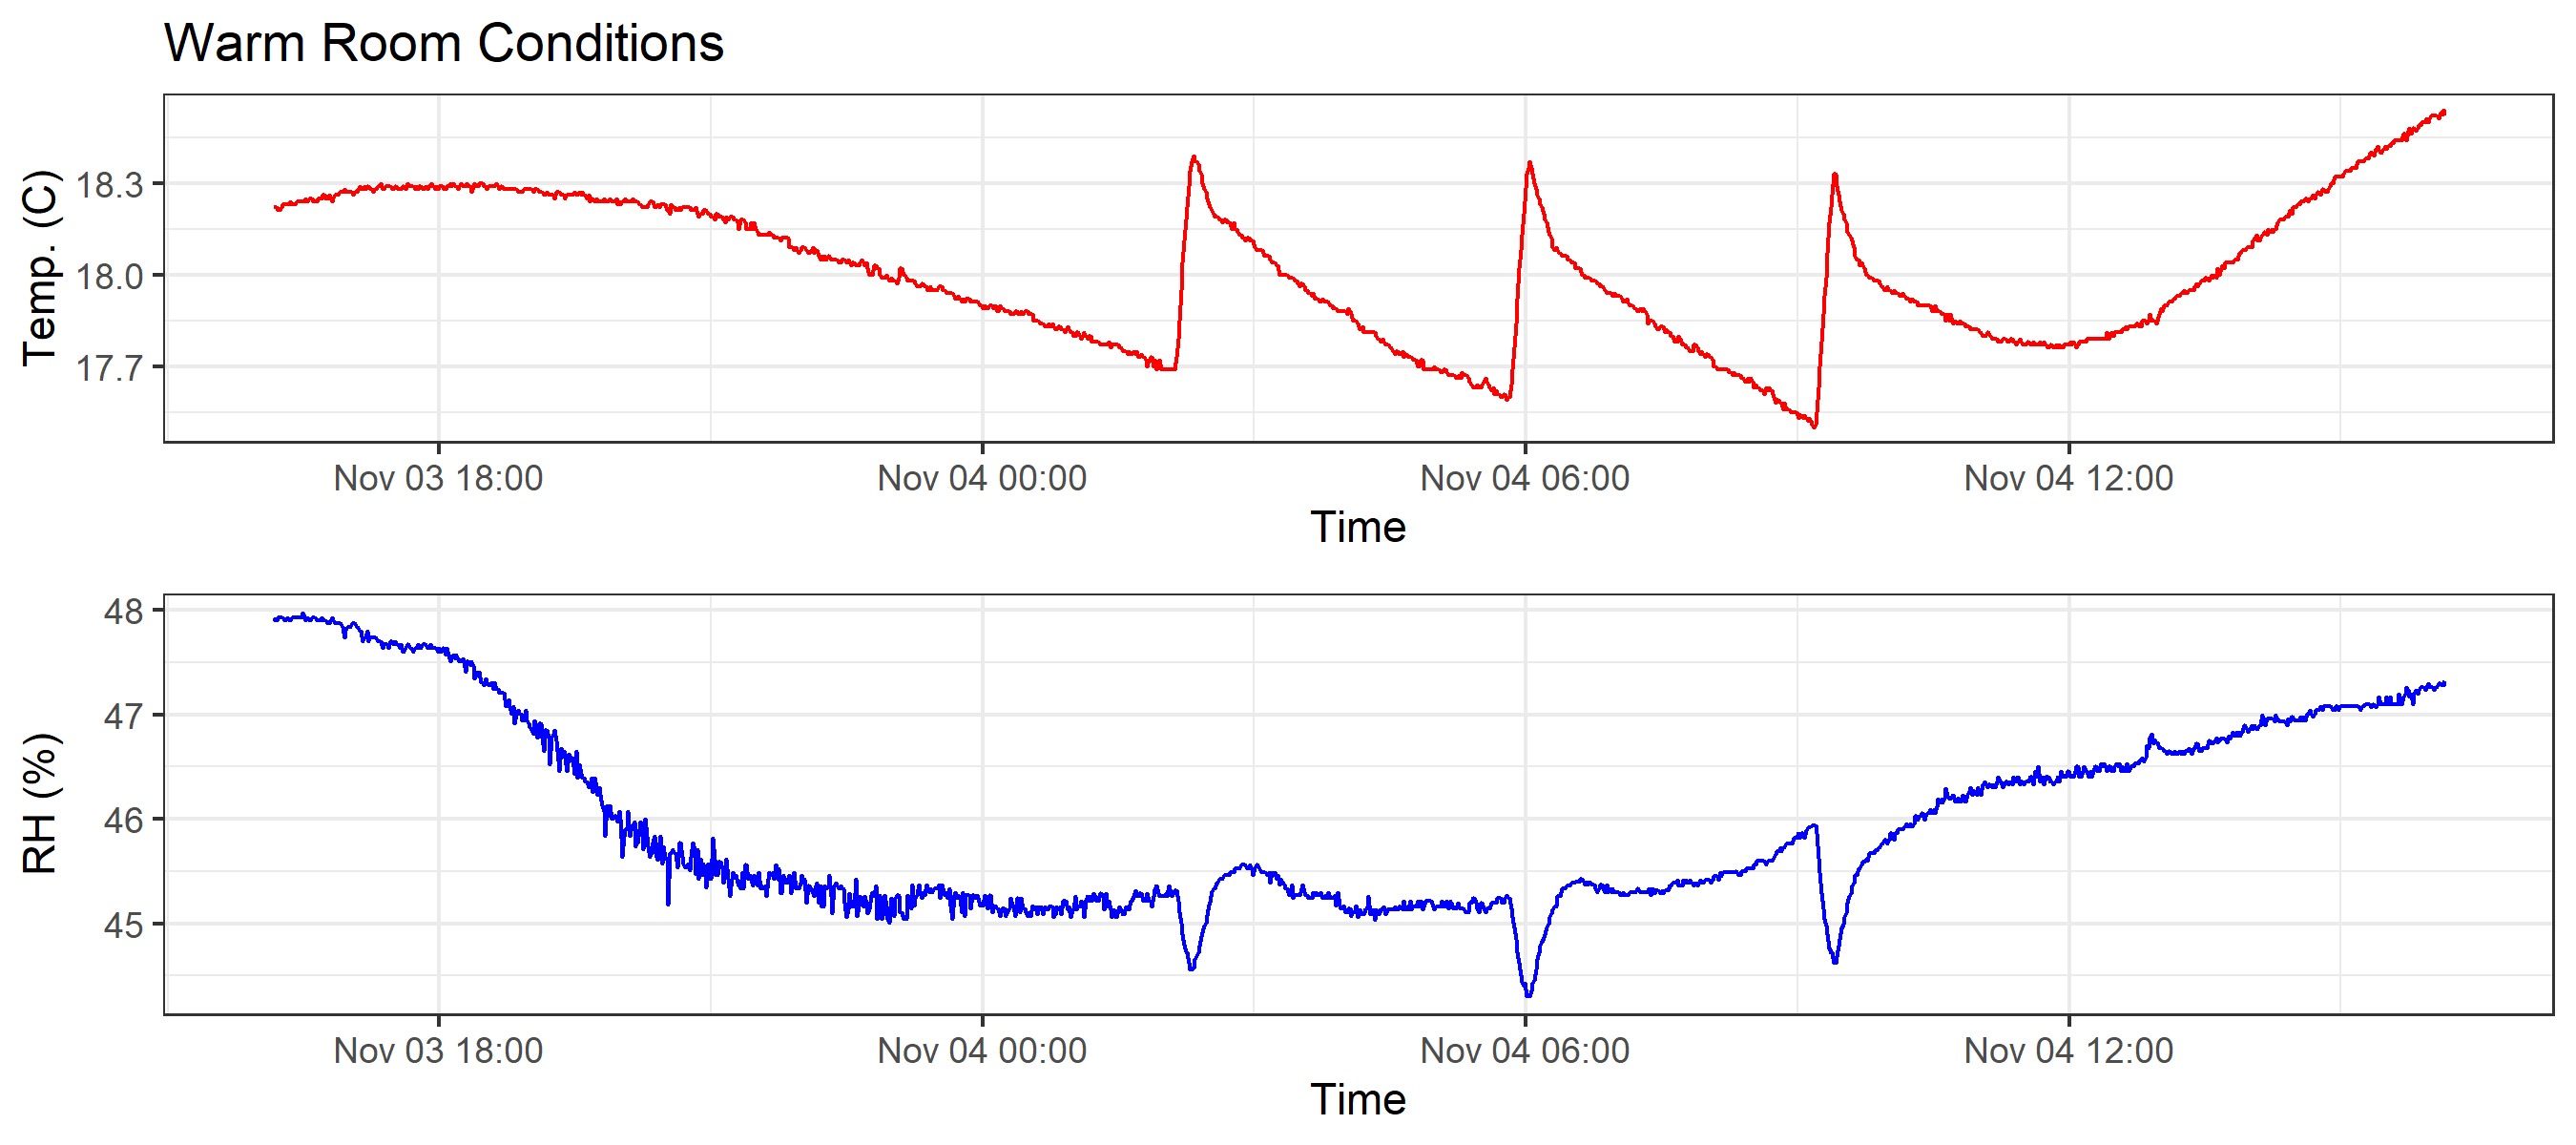 Warm Room Conditions
Temp. (C)
18.3
18.0
17.7
Nov 03 18:00 Nov 04 00:00 Nov 04 06:00 Nov 04 12:00
Time
RH (%)
48
47
46
45
Nov 03 18:00 Nov 04 00:00 Nov 04 06:00 Nov 04 12:00
Time